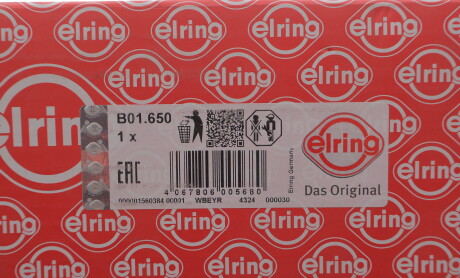 elring
elring
elring
elring
elring
elring
elring
B01.650
1 x
EAC
elring
Das Original
Elring Germany
4 067806 005680
000001560384 00001 WBEYR 4324 000030
elring
elring
elring
elring
elring
elring
elring